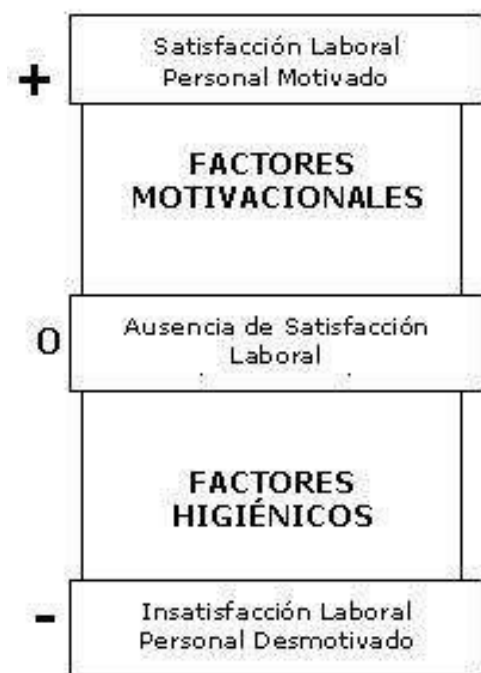 +
Satisfacción Laboral
Personal Motivado
FACTORES
MOTIVACIONALES
0
Ausencia de Satisfacción
Laboral
FACTORES
HIGIÉNICOS
-
Insatisfacción Laboral
Personal Desmotivado